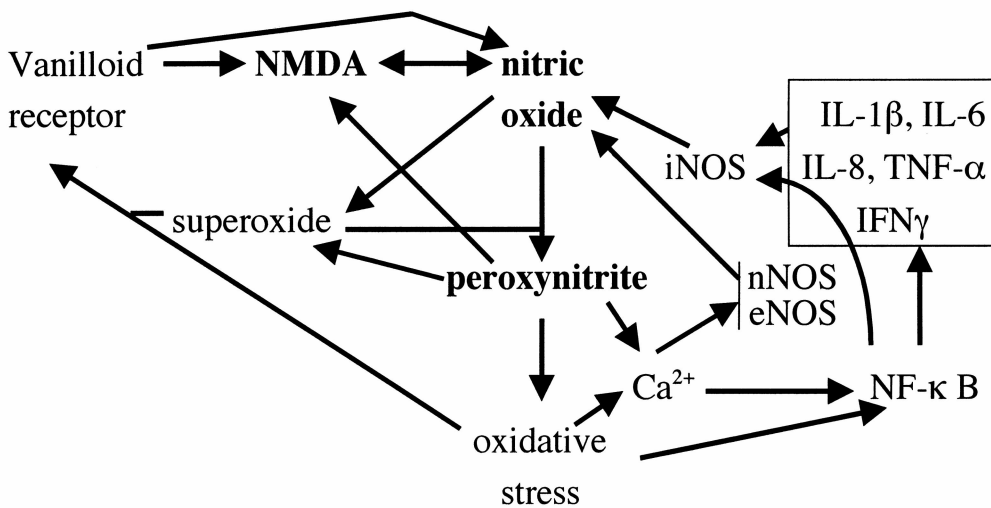 Vanilloid
receptor
NMDA
nitric
oxide
IL-1β, IL-6
IL-8, TNF-α
IFNγ
iNOS
superoxide
peroxynitrite
nNOS
eNOS
Ca²⁺
NF-κ B
oxidative
stress